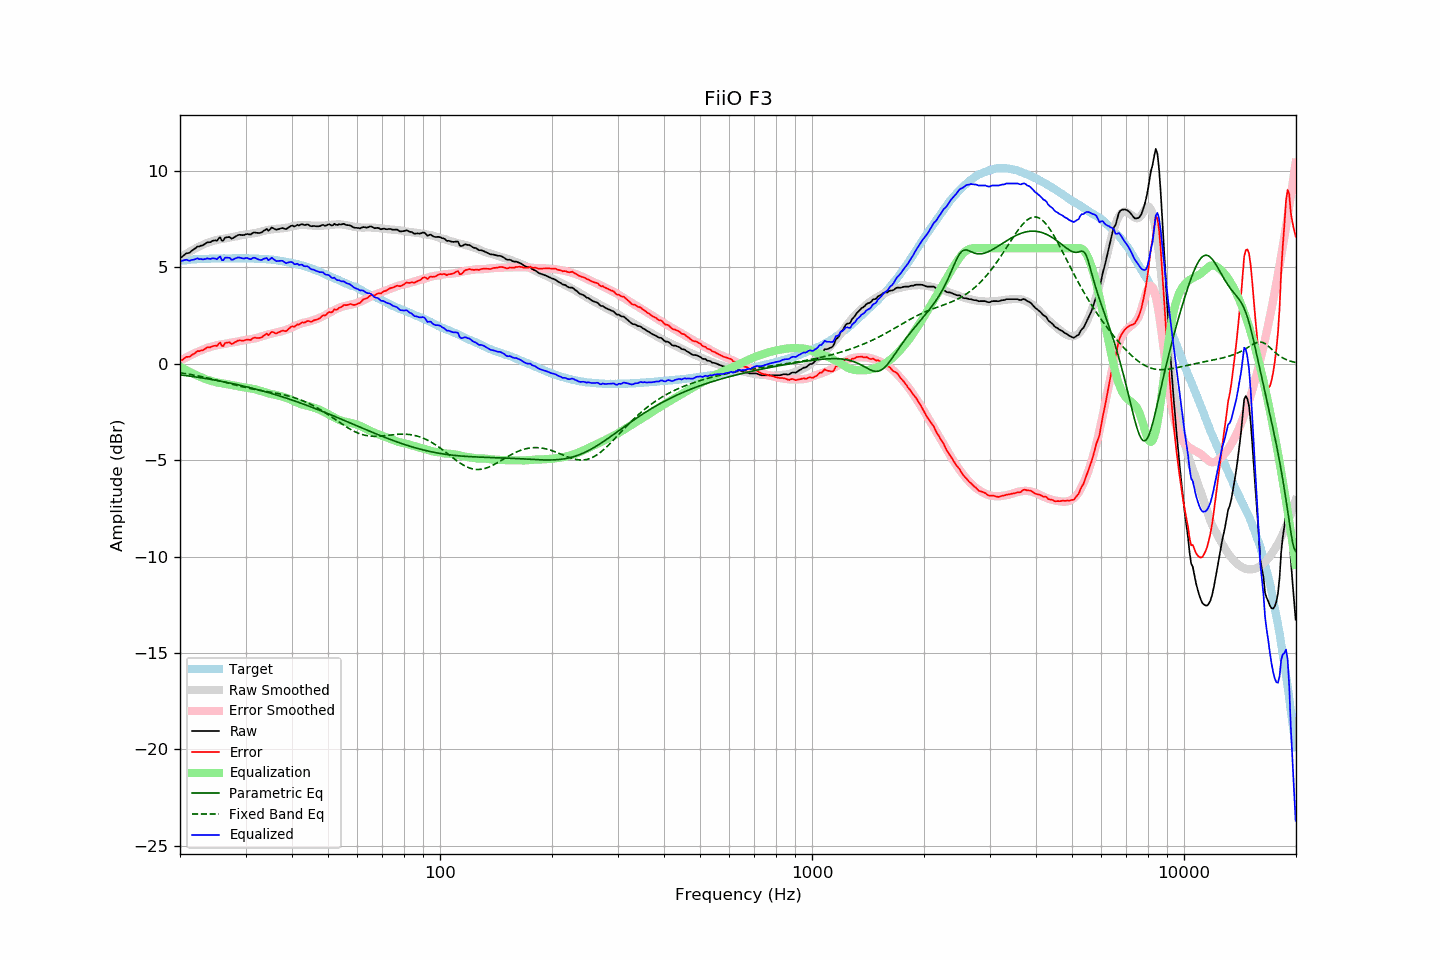 FiiO F3
Amplitude (dBr)
10
5
0
−5
−10
−15
−20
−25
Target
Raw Smoothed
Error Smoothed
Raw
Error
Equalization
Parametric Eq
Fixed Band Eq
Equalized
100
1000
10000
Frequency (Hz)